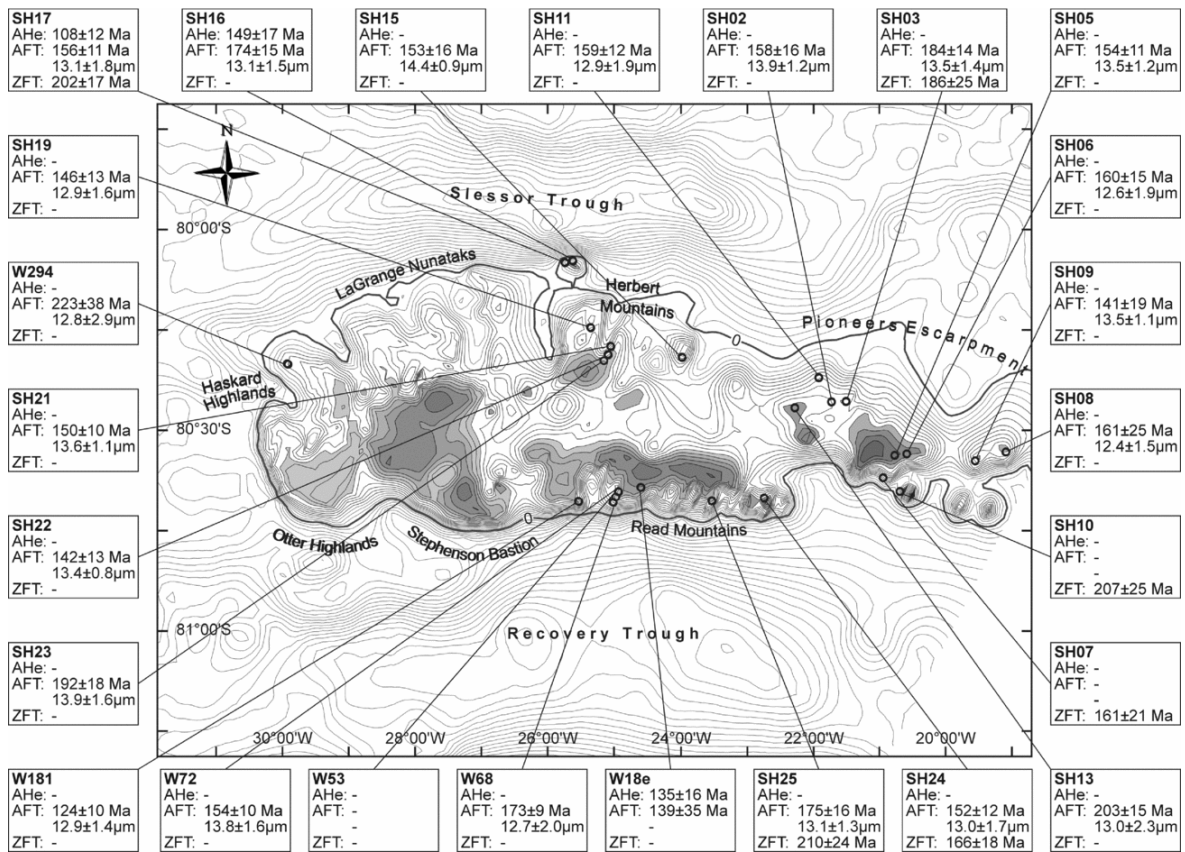 SH17
AHe: 108±12 Ma
AFT: 156±11 Ma
13.1±1.8µm
ZFT: 202±17 Ma
SH16
AHe: 149±17 Ma
AFT: 174±15 Ma
13.1±1.5µm
ZFT: -
SH15
AHe: -
AFT: 153±16 Ma
14.4±0.9µm
ZFT: -
SH11
AHe: -
AFT: 159±12 Ma
12.9±1.9µm
ZFT: -
SH02
AHe: -
AFT: 158±16 Ma
13.9±1.2µm
ZFT: -
SH03
AHe: -
AFT: 184±14 Ma
13.5±1.4µm
ZFT: 186±25 Ma
SH05
AHe: -
AFT: 154±11 Ma
13.5±1.2µm
ZFT: -
SH19
AHe: -
AFT: 146±13 Ma
12.9±1.6µm
ZFT: -
W294
AHe: -
AFT: 223±38 Ma
12.8±2.9µm
ZFT: -
SH21
AHe: -
AFT: 150±10 Ma
13.6±1.1µm
ZFT: -
SH22
AHe: -
AFT: 142±13 Ma
13.4±0.8µm
ZFT: -
SH23
AHe: -
AFT: 192±18 Ma
13.9±1.6µm
ZFT: -
N
80°00'S
80°30'S
81°00'S
Slessor Trough
LaGrange Nunataks
Herbert
Mountains
Pioneers Escarpment
0
Haskard
Highlands
Otter Highlands
Stephenson Bastion
0
Read Mountains
Recovery Trough
30°00'W
28°00'W
26°00'W
24°00'W
22°00'W
20°00'W
SH06
AHe: -
AFT: 160±15 Ma
12.6±1.9µm
ZFT: -
SH09
AHe: -
AFT: 141±19 Ma
13.5±1.1µm
ZFT: -
SH08
AHe: -
AFT: 161±25 Ma
12.4±1.5µm
ZFT: -
SH10
AHe: -
AFT: -
-
ZFT: 207±25 Ma
SH07
AHe: -
AFT: -
-
ZFT: 161±21 Ma
W181
AHe: -
AFT: 124±10 Ma
12.9±1.4µm
ZFT: -
W72
AHe: -
AFT: 154±10 Ma
13.8±1.6µm
ZFT: -
W53
AHe: -
AFT: -
-
ZFT: -
W68
AHe: -
AFT: 173±9 Ma
12.7±2.0µm
ZFT: -
W18e
AHe: 135±16 Ma
AFT: 139±35 Ma
-
ZFT: -
SH25
AHe: -
AFT: 175±16 Ma
13.1±1.3µm
ZFT: 210±24 Ma
SH24
AHe: -
AFT: 152±12 Ma
13.0±1.7µm
ZFT: 166±18 Ma
SH13
AHe: -
AFT: 203±15 Ma
13.0±2.3µm
ZFT: -